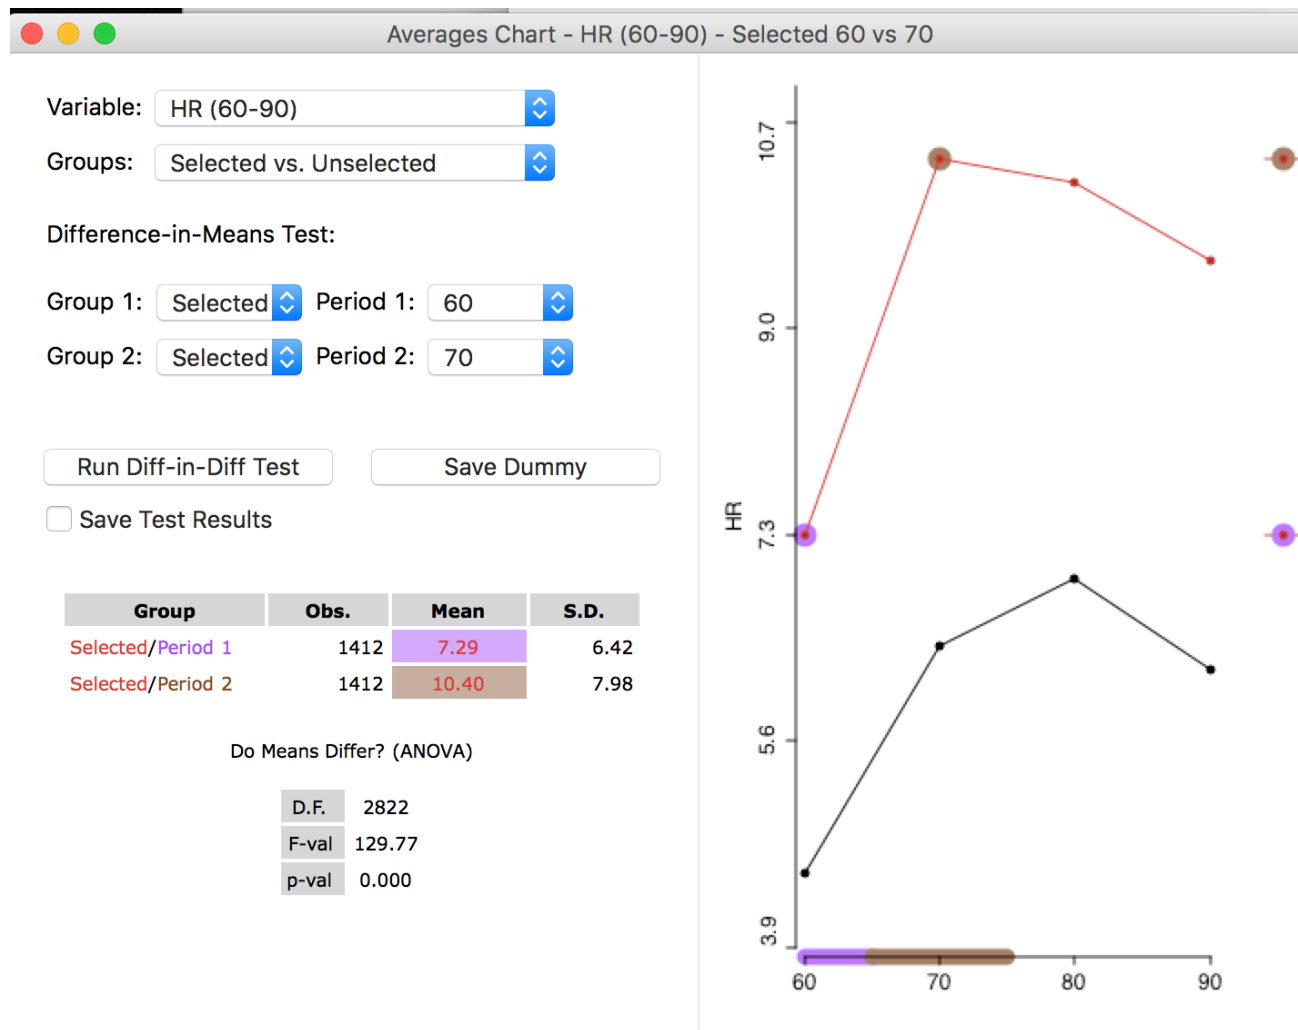 Averages Chart - HR (60-90) - Selected 60 vs 70
Variable: HR (60-90)
Groups: Selected vs. Unselected
Difference-in-Means Test:
Group 1: Selected Period 1: 60
Group 2: Selected Period 2: 70
Run Diff-in-Diff Test Save Dummy
Save Test Results
Group Obs. Mean S.D.
Selected/Period 1 1412 7.29 6.42
Selected/Period 2 1412 10.40 7.98
Do Means Differ? (ANOVA)
D.F. 2822
F-val 129.77
p-val 0.000
10.7
9.0
HR
7.3
5.6
3.9
60 70 80 90